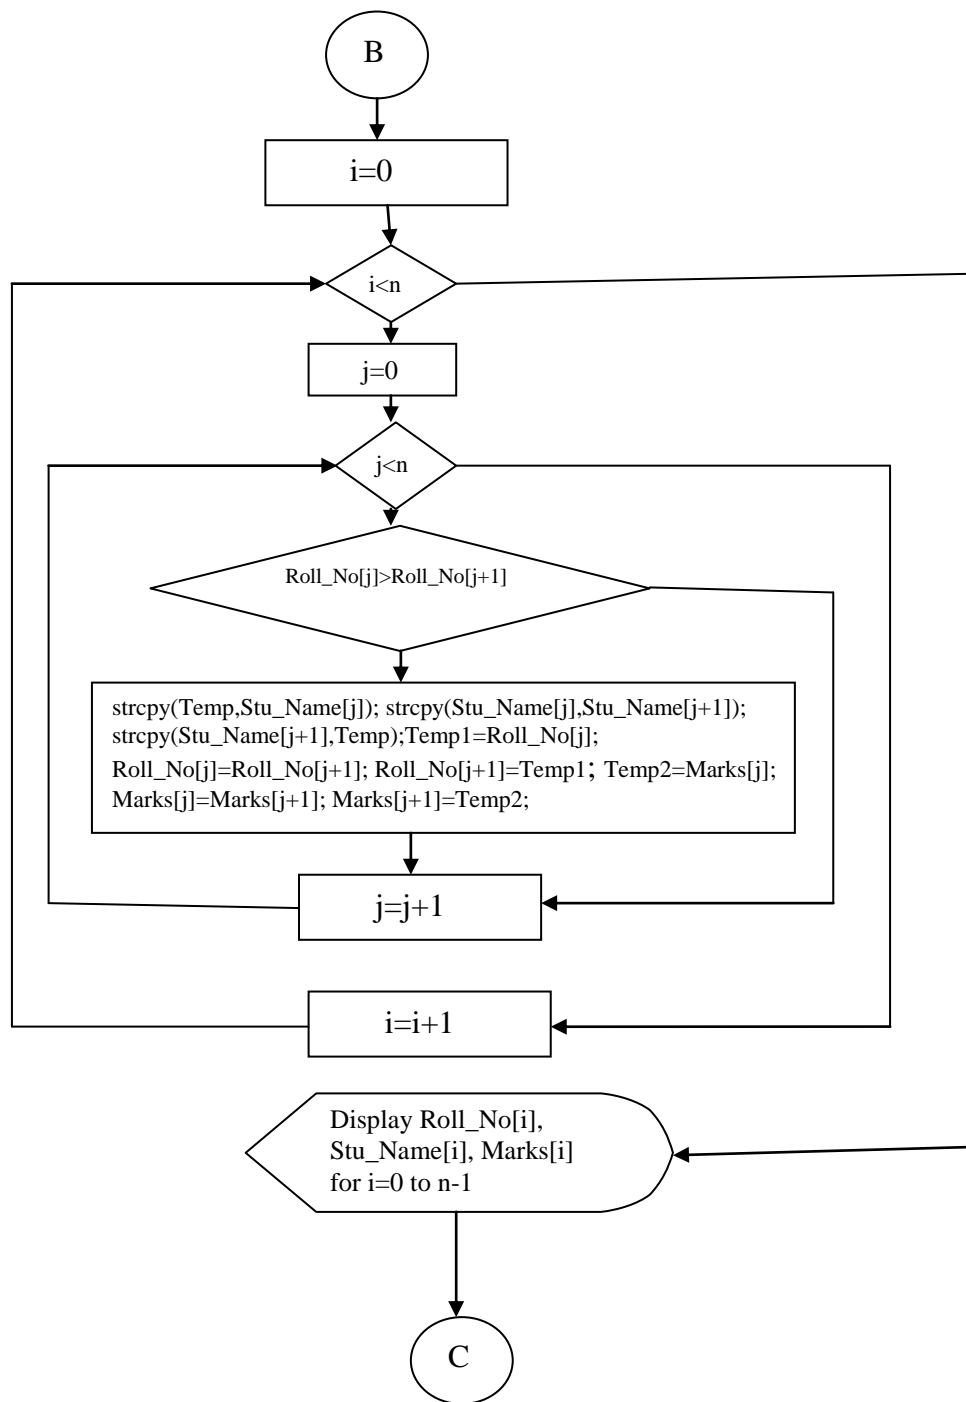 B
i=0
i<n
j=0
j<n
Roll_No[j]>Roll_No[j+1]
strcpy(Temp,Stu_Name[j]); strcpy(Stu_Name[j],Stu_Name[j+1]);
strcpy(Stu_Name[j+1],Temp);Temp1=Roll_No[j];
Roll_No[j]=Roll_No[j+1]; Roll_No[j+1]=Temp1; Temp2=Marks[j];
Marks[j]=Marks[j+1]; Marks[j+1]=Temp2;
j=j+1
i=i+1
Display Roll_No[i],
Stu_Name[i], Marks[i]
for i=0 to n-1
C